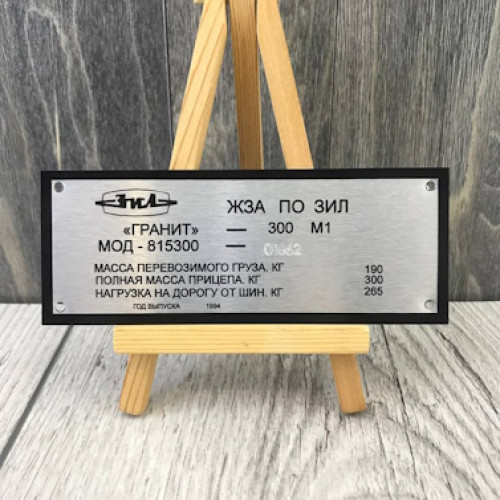 ЗИЛ
ЖЗА ПО ЗИЛ
«ГРАНИТ» — 300 М1
МОД - 815300 — 01662
МАССА ПЕРЕВОЗИМОГО ГРУЗА. КГ 190
ПОЛНАЯ МАССА ПРИЦЕПА. КГ 300
НАГРУЗКА НА ДОРОГУ ОТ ШИН. КГ 265
ГОД ВЫПУСКА 1994